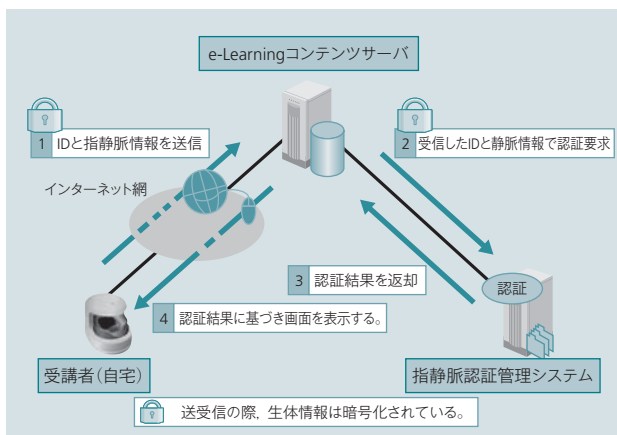 e-Learningコンテンツサーバ
1 IDと指静脈情報を送信
2 受信したIDと静脈情報で認証要求
インターネット網
3 認証結果を返却
認証
4 認証結果に基づき画面を表示する。
受講者(自宅)
指静脈認証管理システム
送受信の際，生体情報は暗号化されている。